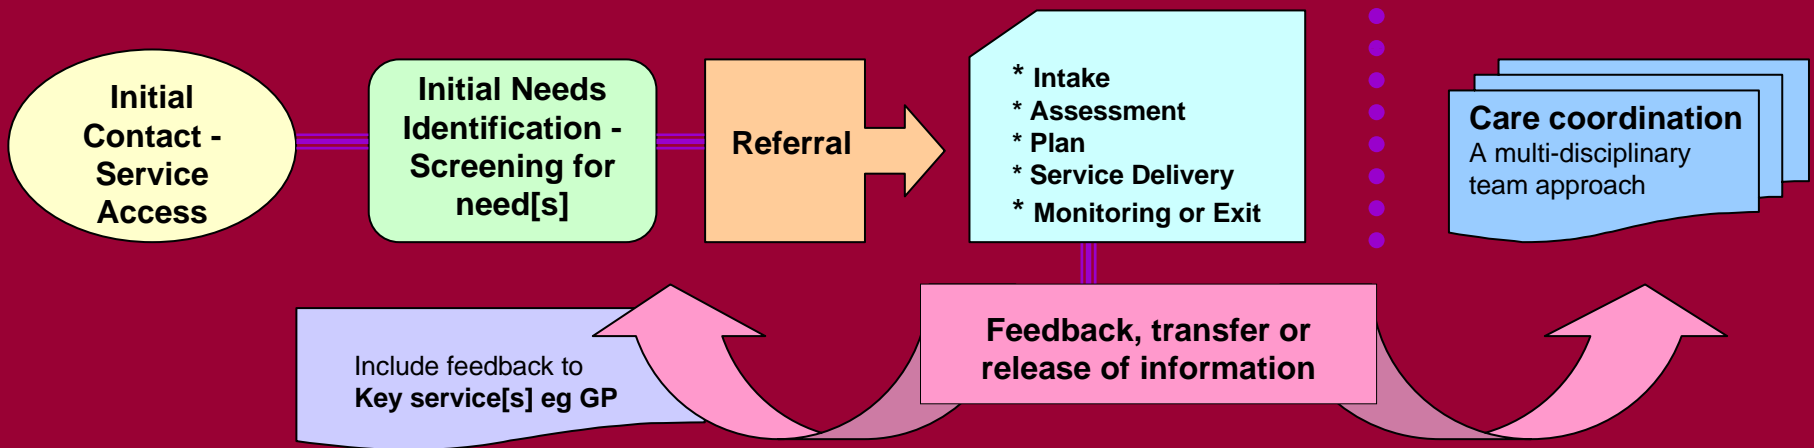 Initial
Contact -
Service
Access
Initial Needs
Identification -
Screening for
need[s]
Referral
* Intake
* Assessment
* Plan
* Service Delivery
* Monitoring or Exit
Care coordination
A multi-disciplinary
team approach
Include feedback to
Key service[s] eg GP
Feedback, transfer or
release of information